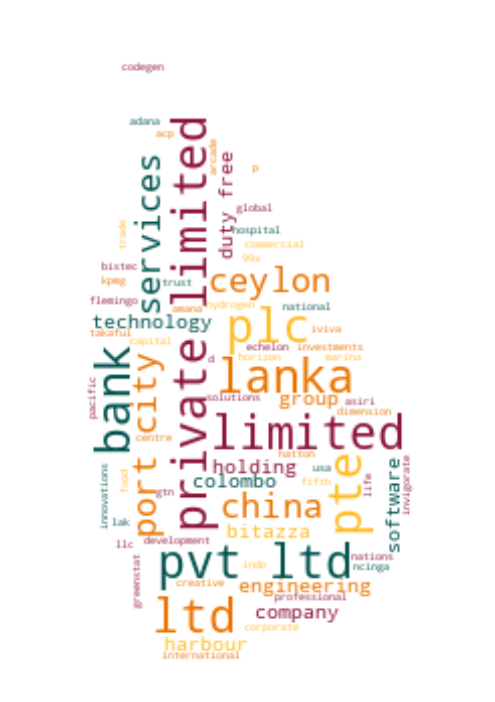 codegen
adana
acp
private limited
services
arcade
duty free
p
global
hospital
trade
commercial
99x
bistec
kpmg
trust
ceylon
flemingo
amana
hydrogen
national
technology
plc
iviva
takaful
capital
echelon
investments
bank
port city
d
horizon
marina
lanka
pacific
solutions
group
asiri
dimension
limited
centre
hatton
holding
usa
colombo
fifth
pte
life
software
invigorate
innovations
food
gtn
china
lak
bitazza
llc
development
pvt ltd
nations
ncinga
indo
greenstat
creative
engineering
professional
ltd
company
corporate
harbour
international